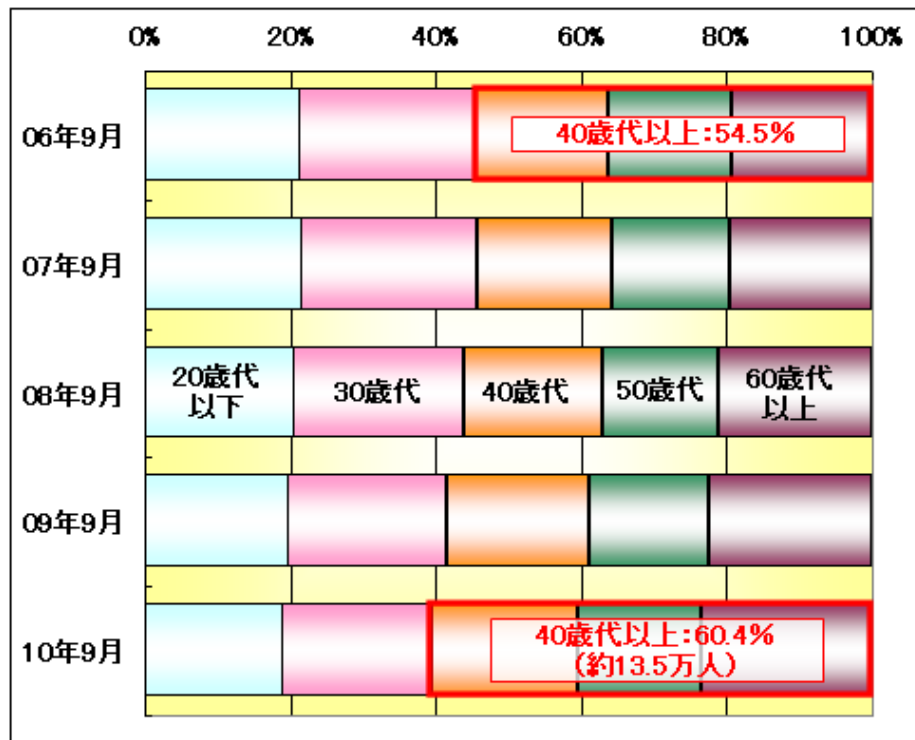 0% 20% 40% 60% 80% 100%
06年9月
40歳代以上:54.5%
07年9月
08年9月
20歳代
以下
30歳代
40歳代
50歳代
60歳代
以上
09年9月
10年9月
40歳代以上:60.4%
(約13.5万人)